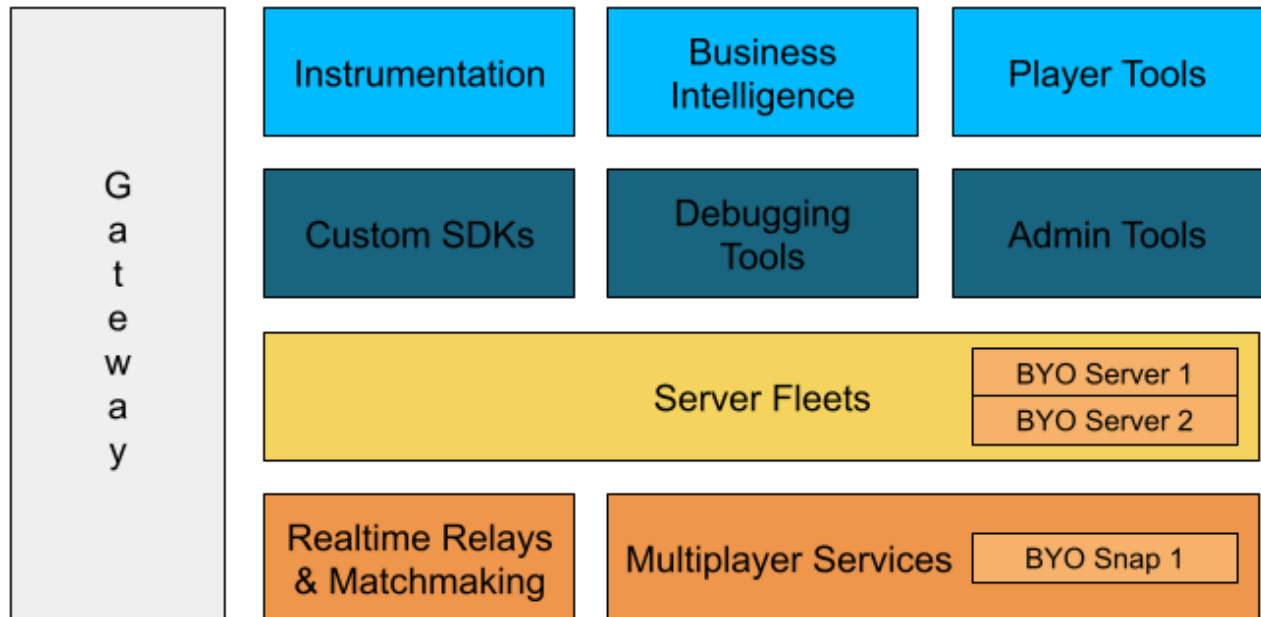 G
a
t
e
w
a
y
Instrumentation
Business
Intelligence
Player Tools
Custom SDKs
Debugging
Tools
Admin Tools
Server Fleets
BYO Server 1
BYO Server 2
Realtime Relays
& Matchmaking
Multiplayer Services
BYO Snap 1